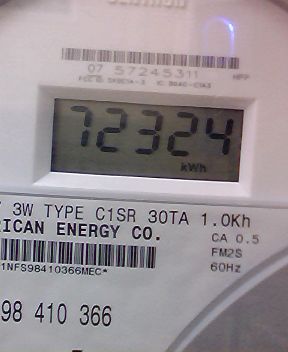 07 57245311
72324
kWh
3W TYPE C1SR 30TA 1.0Kh
RICAN ENERGY CO.
CA 0.5
FM2S
60Hz
1NFS98410366MEC*
98 410 366